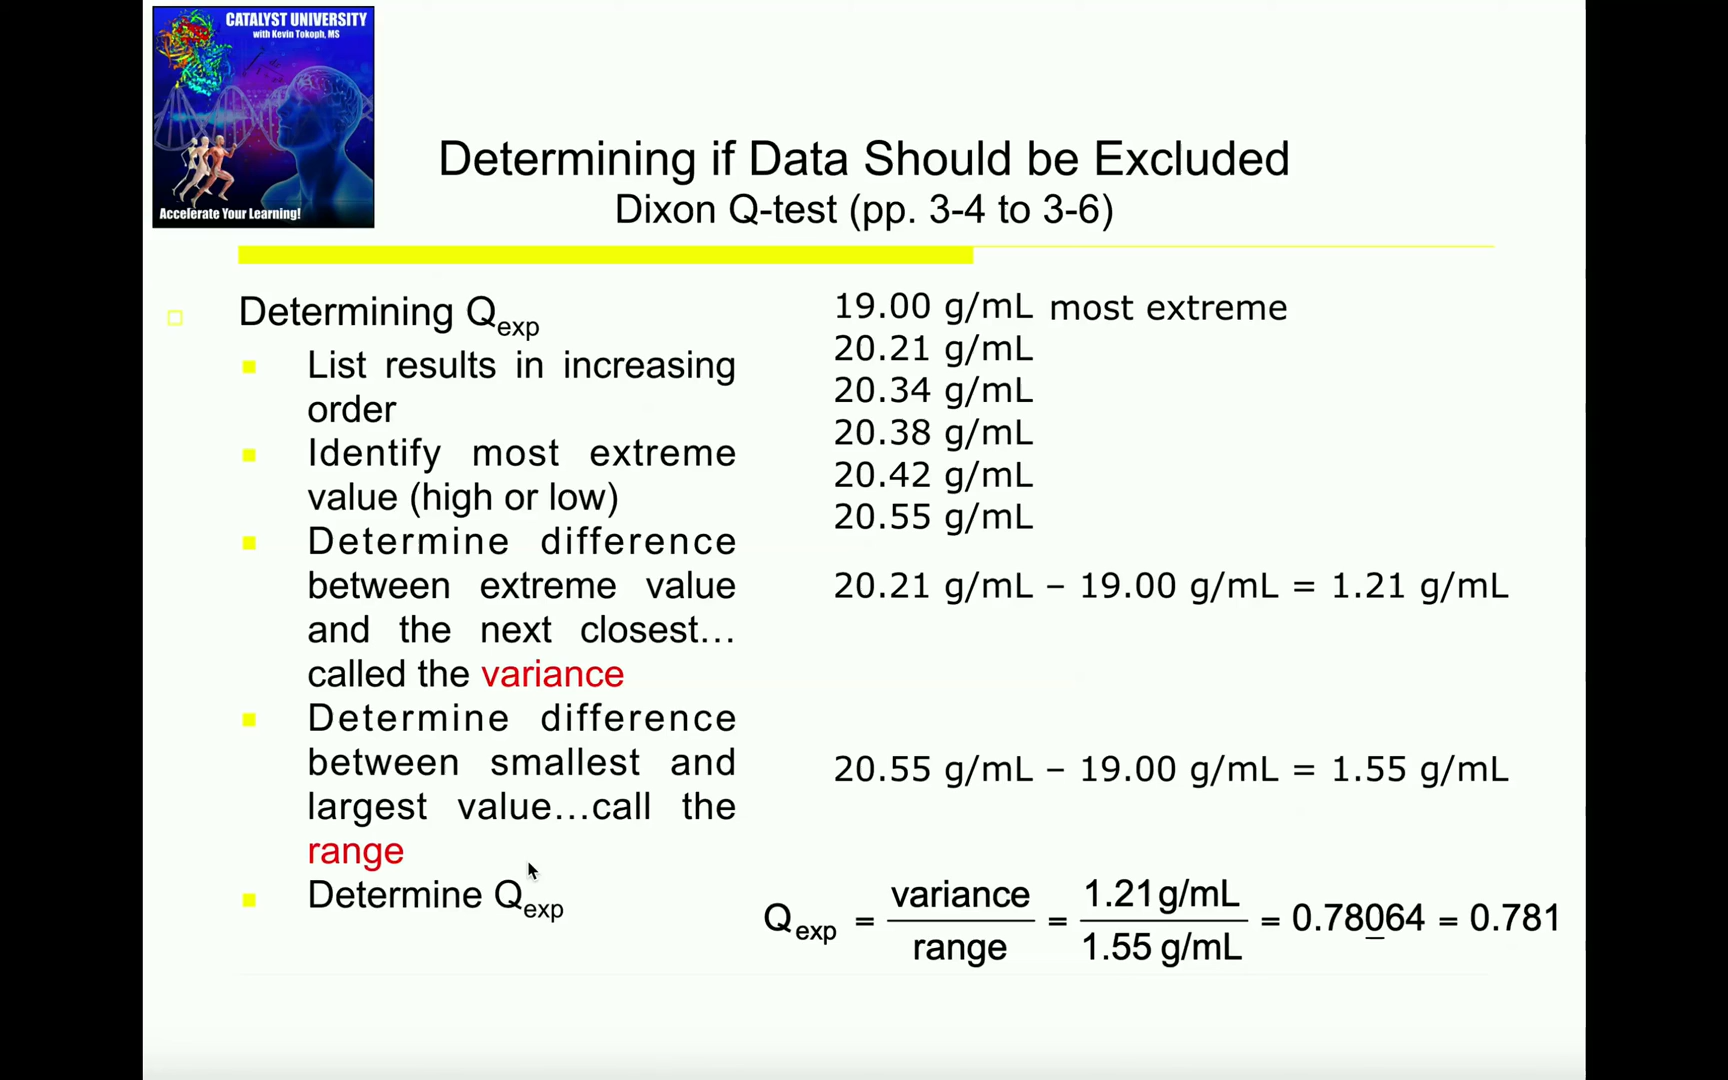 CATALYST UNIVERSITY
with Kevin Tokoph, MS
Accelerate Your Learning!
Determining if Data Should be Excluded
Dixon Q-test (pp. 3-4 to 3-6)
Determining Qexp
List results in increasing
order
Identify most extreme
value (high or low)
Determine difference
between extreme value
and the next closest…
called the variance
Determine difference
between smallest and
largest value…call the
range
Determine Qexp
19.00 g/mL most extreme
20.21 g/mL
20.34 g/mL
20.38 g/mL
20.42 g/mL
20.55 g/mL
20.21 g/mL – 19.00 g/mL = 1.21 g/mL
20.55 g/mL – 19.00 g/mL = 1.55 g/mL
Qexp = variance / range = 1.21 g/mL / 1.55 g/mL = 0.78064 = 0.781